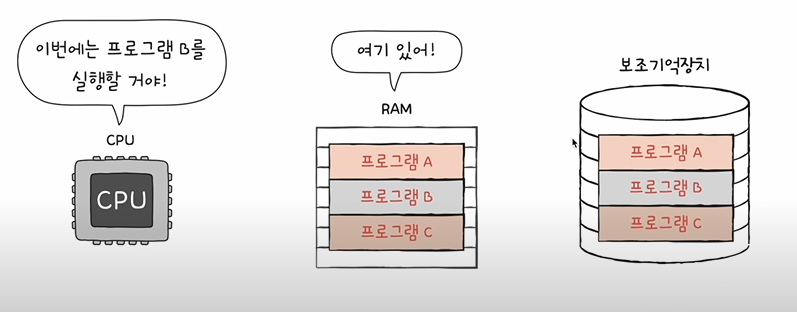 이번에는 프로그램 B를
실행할 거야!
CPU
CPU
여기 있어!
RAM
프로그램 A
프로그램 B
프로그램 C
보조기억장치
프로그램 A
프로그램 B
프로그램 C